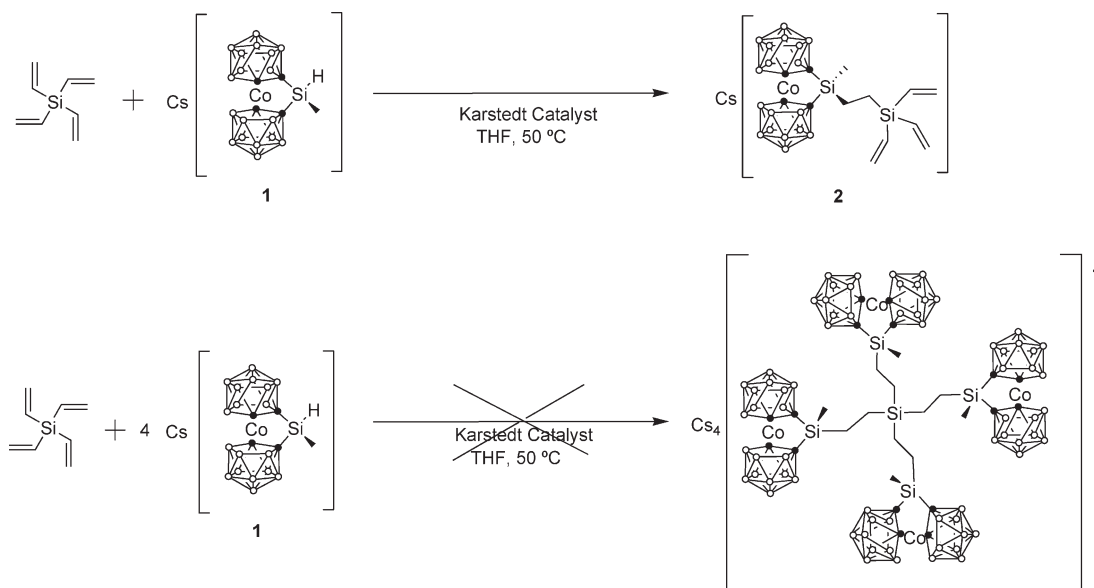 Si + Cs Co Si H
Karstedt Catalyst
THF, 50 ºC
Cs Co Si Si
1
2
Si + 4 Cs Co Si H
Karstedt Catalyst
THF, 50 ºC
1
Cs4
Co
Si
Co
Si
Si
Si
Co
Si
Co